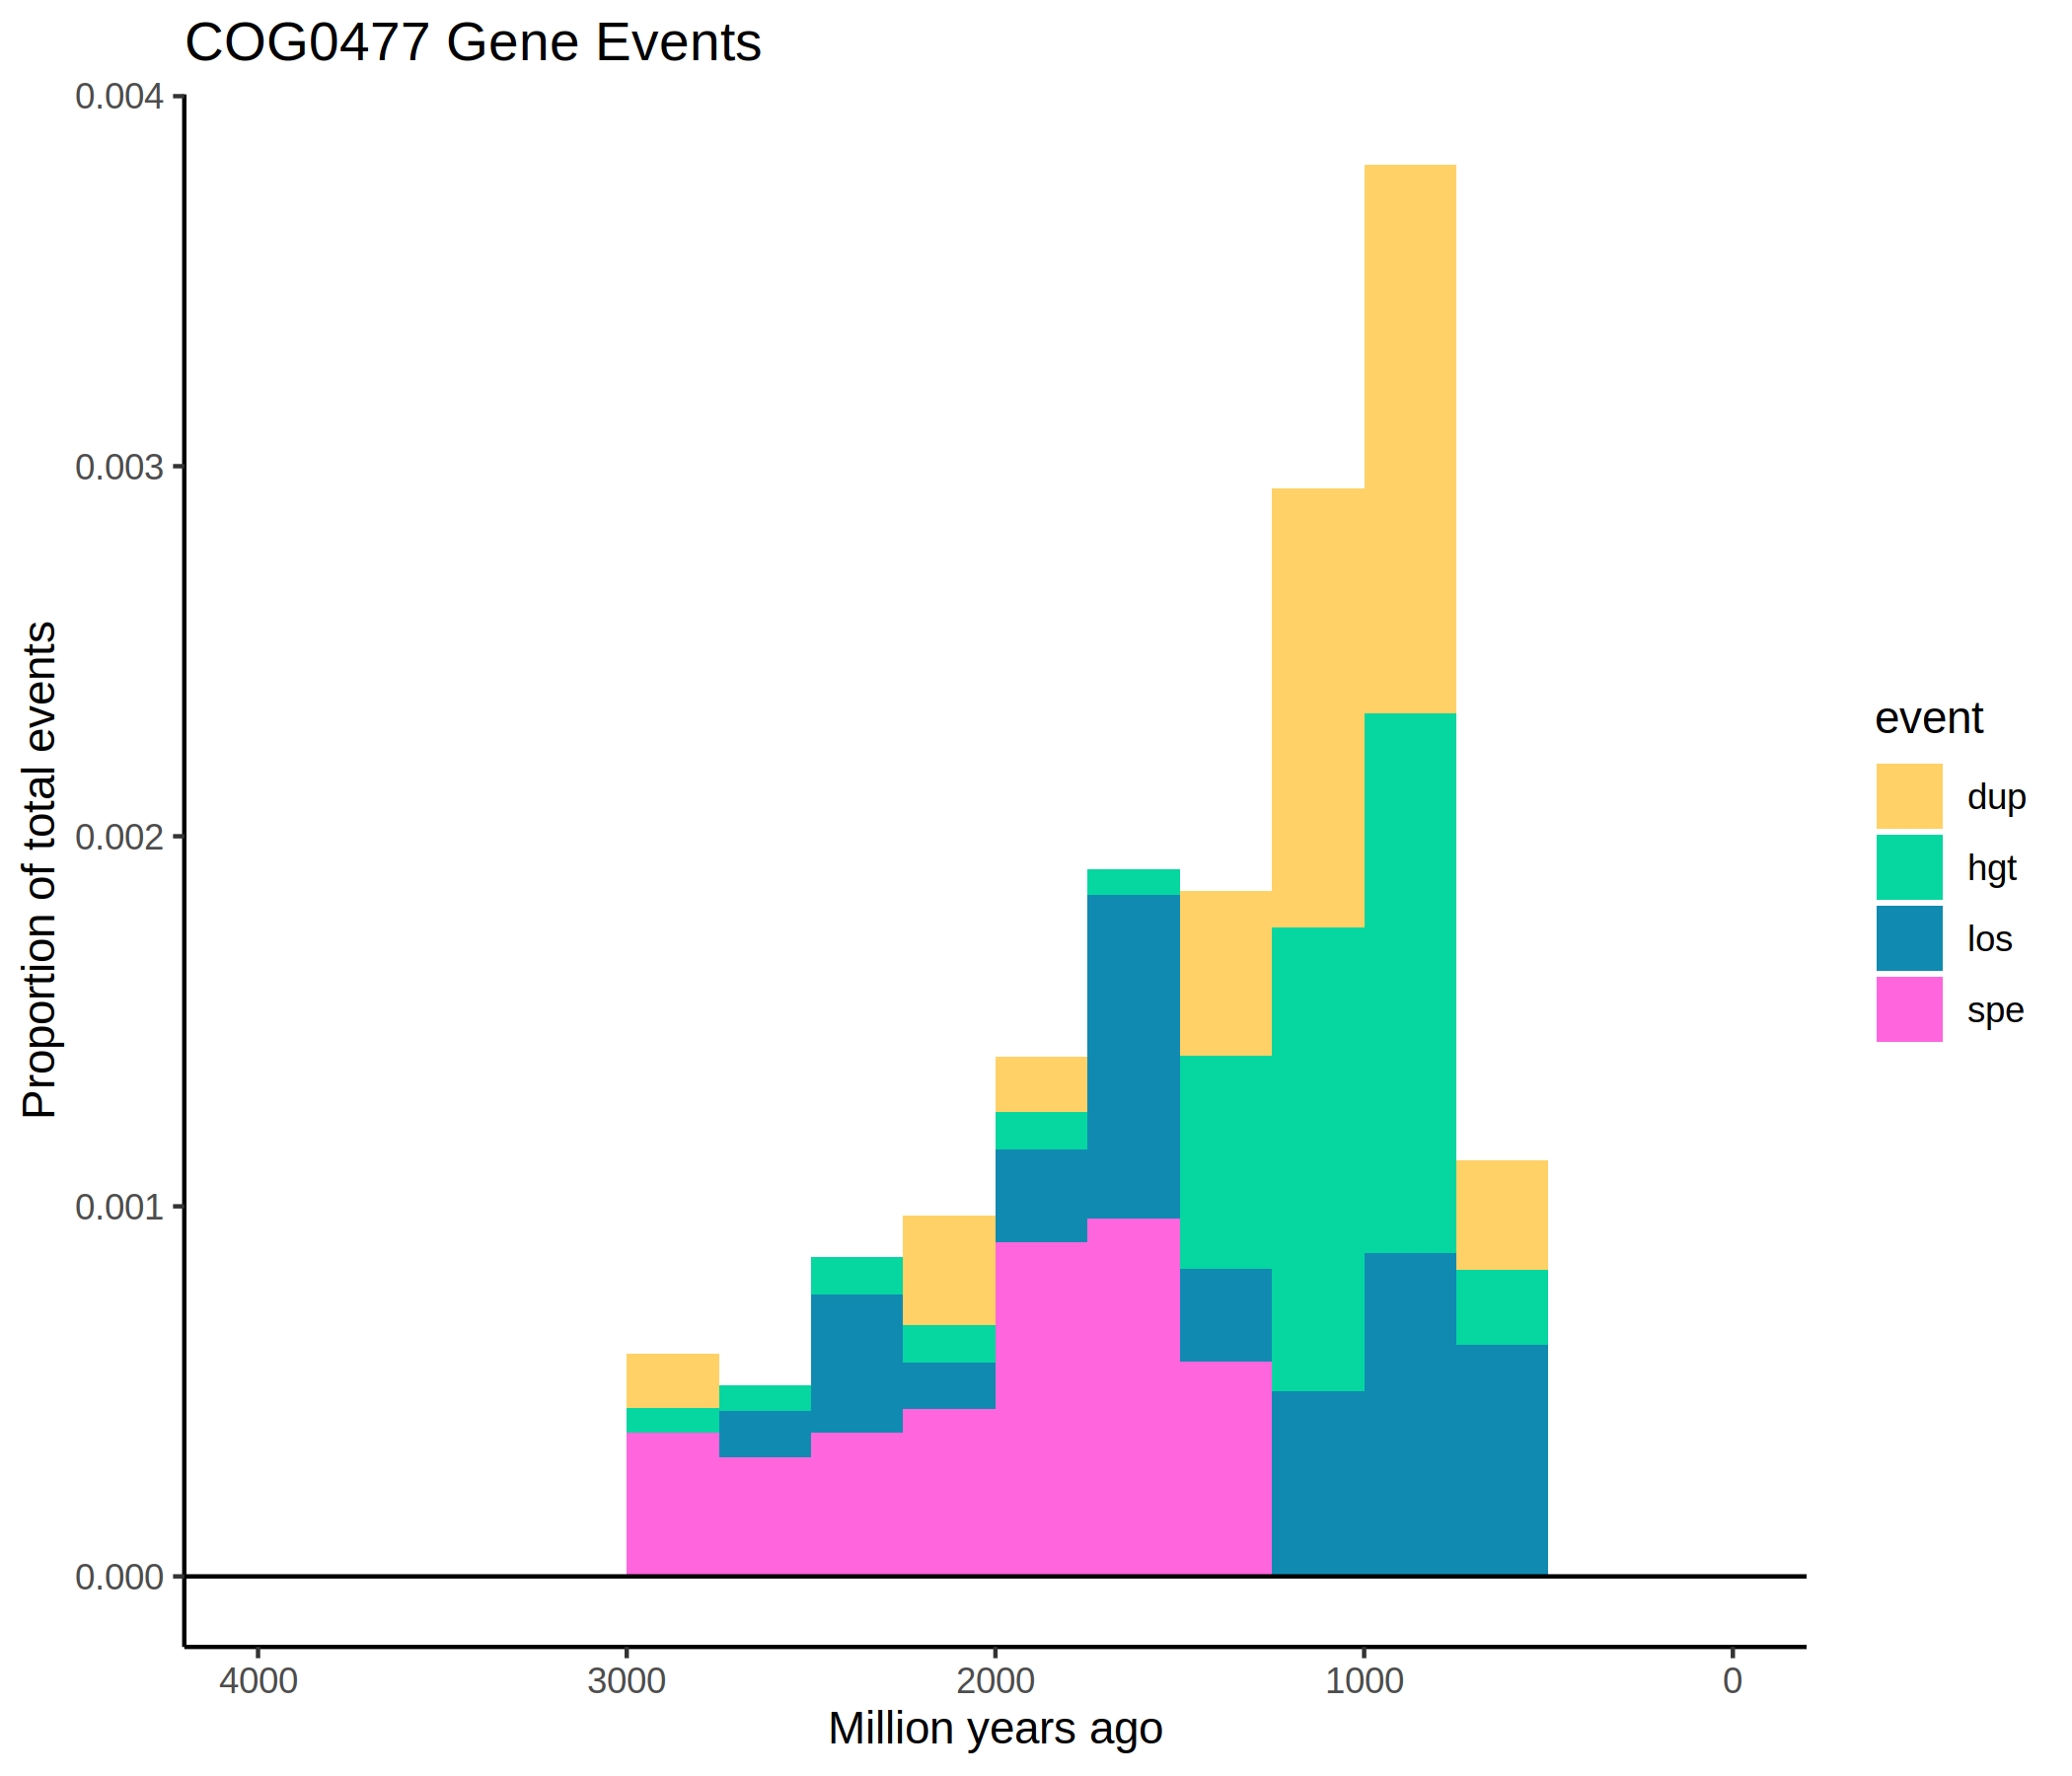 COG0477 Gene Events
0.004
0.003
0.002
0.001
0.000
Proportion of total events
4000
3000
2000
1000
0
Million years ago
event
dup
hgt
los
spe